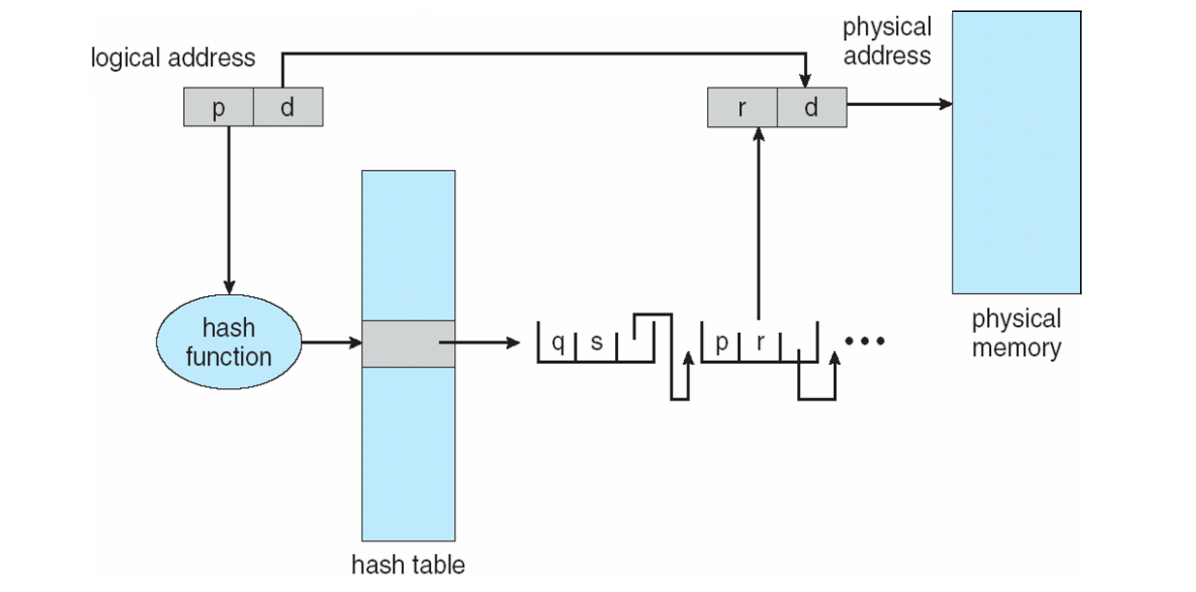 logical address
physical
address
p d
r d
hash
function
q s
p r
•••
physical
memory
hash table